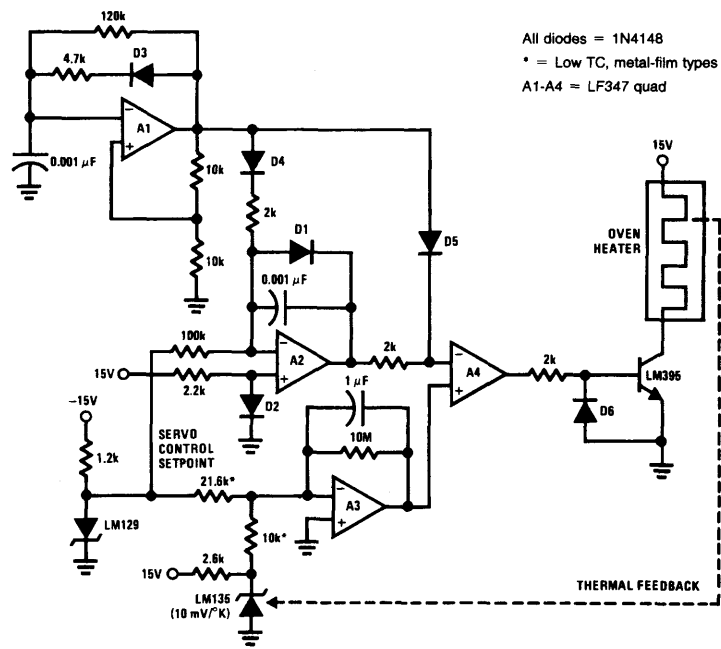 120k
4.7k
D3
All diodes = 1N4148
* = Low TC, metal-film types
A1-A4 = LF347 quad
A1
0.001 μF
10k
10k
D4
2k
D1
0.001 μF
D5
15V
OVEN
HEATER
100k
15V
2.2k
A2
2k
A4
2k
LM395
D2
D6
-15V
1.2k
SERVO
CONTROL
SETPOINT
1 μF
10M
21.6k*
A3
LM129
10k*
2.6k
15V
LM135
(10 mV/°K)
THERMAL FEEDBACK